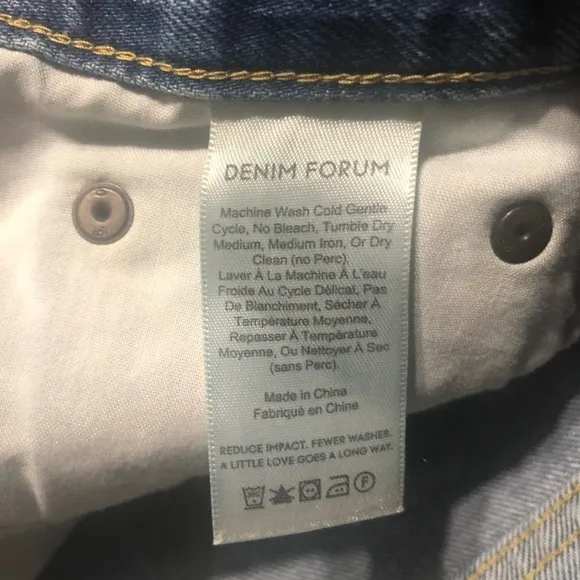 DENIM FORUM
Machine Wash Cold Gentle
Cycle, No Bleach, Tumble Dry
Medium, Medium Iron, Or Dry
Clean (no Perc).
Laver À La Machine À L'eau
Froide Au Cycle Délicat, Pas
De Blanchiment, Sécher À
Température Moyenne,
Repasser À Température
Moyenne, Ou Nettoyer À Sec
(sans Perc).
Made in China
Fabriqué en Chine
REDUCE IMPACT. FEWER WASHES.
A LITTLE LOVE GOES A LONG WAY.
F